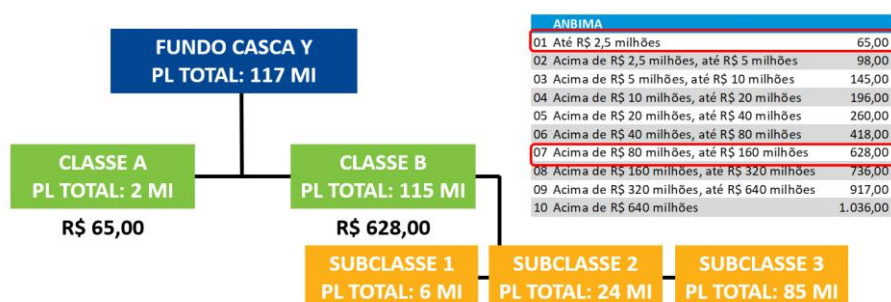 FUNDO CASCA Y
PL TOTAL: 117 MI
CLASSE A
PL TOTAL: 2 MI
R$ 65,00
CLASSE B
PL TOTAL: 115 MI
R$ 628,00
SUBCLASSE 1
PL TOTAL: 6 MI
SUBCLASSE 2
PL TOTAL: 24 MI
SUBCLASSE 3
PL TOTAL: 85 MI
ANBIMA
01 Até R$ 2,5 milhões 65,00
02 Acima de R$ 2,5 milhões, até R$ 5 milhões 98,00
03 Acima de R$ 5 milhões, até R$ 10 milhões 145,00
04 Acima de R$ 10 milhões, até R$ 20 milhões 196,00
05 Acima de R$ 20 milhões, até R$ 40 milhões 260,00
06 Acima de R$ 40 milhões, até R$ 80 milhões 418,00
07 Acima de R$ 80 milhões, até R$ 160 milhões 628,00
08 Acima de R$ 160 milhões, até R$ 320 milhões 736,00
09 Acima de R$ 320 milhões, até R$ 640 milhões 917,00
10 Acima de R$ 640 milhões 1.036,00